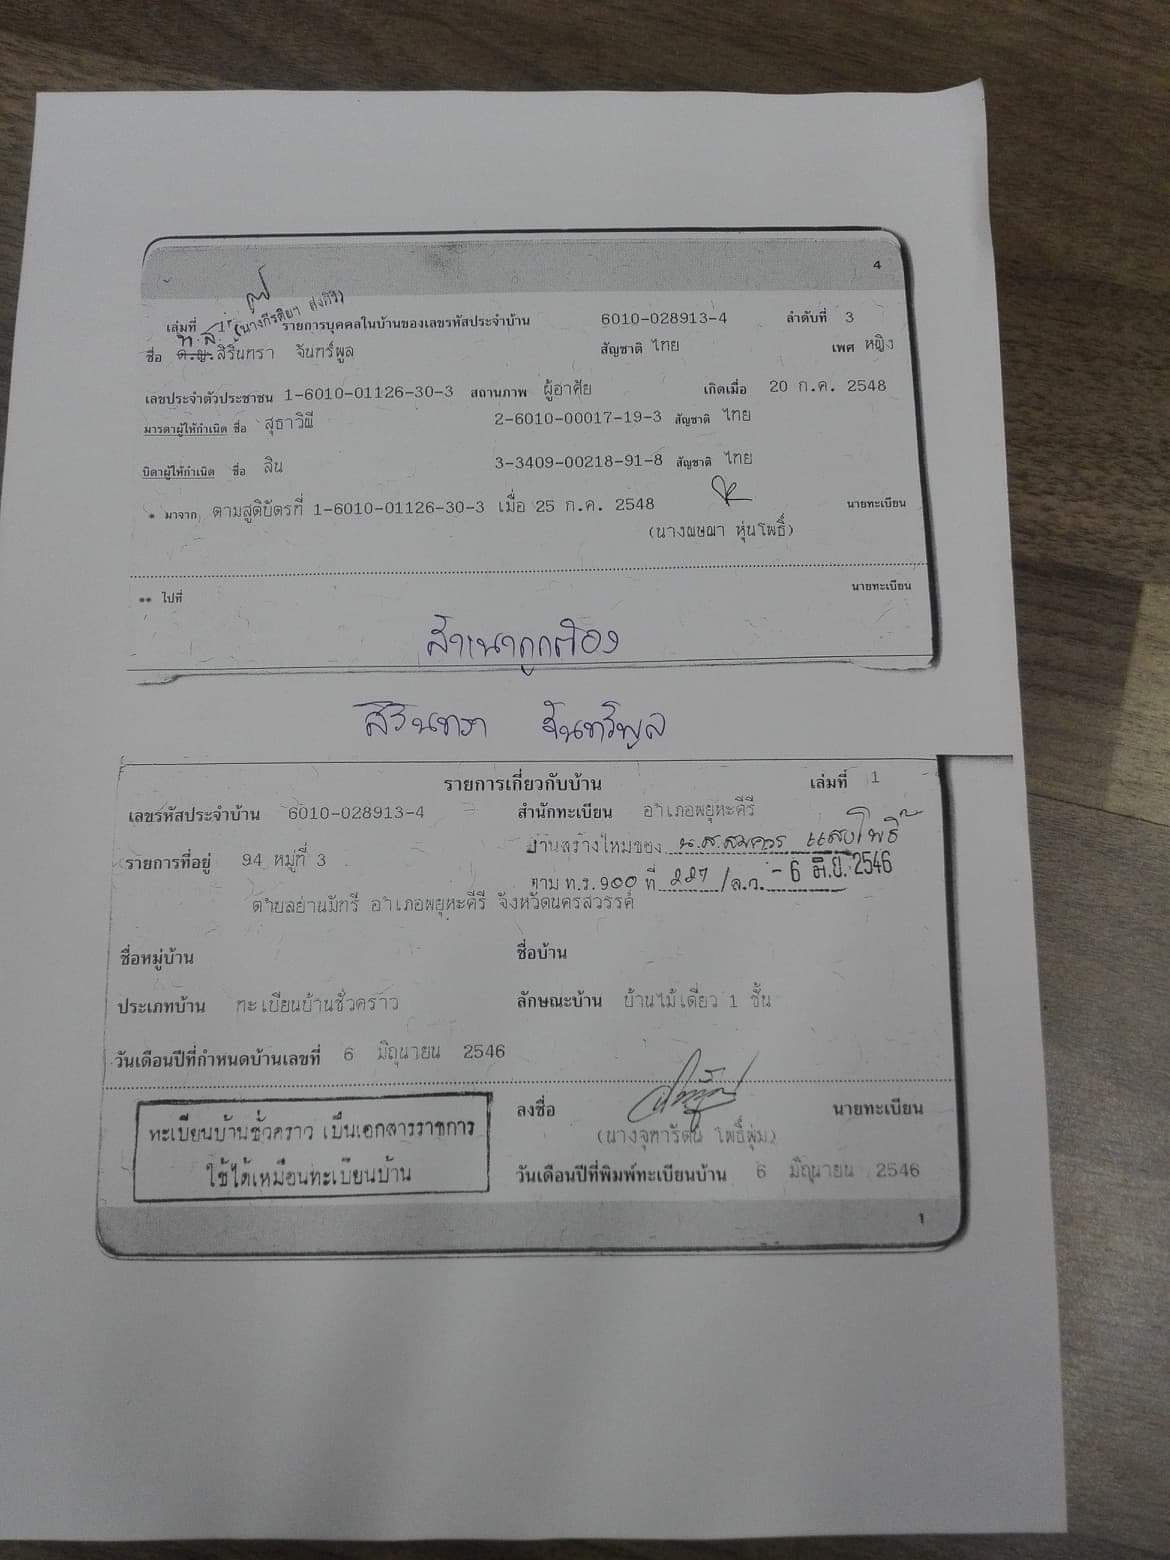 4
(นางกีรติยา ส่งศิริ)
เล่มที่ 1 รายการบุคคลในบ้านของเลขรหัสประจำบ้าน 6010-028913-4 ลำดับที่ 3
น.ส.
ชื่อ ด.ญ.สิรินทรา จันทร์พูล สัญชาติ ไทย เพศ หญิง
เลขประจำตัวประชาชน 1-6010-01126-30-3 สถานภาพ ผู้อาศัย เกิดเมื่อ 20 ก.ค. 2548
มารดาผู้ให้กำเนิด ชื่อ สุธาวิพี 2-6010-00017-19-3 สัญชาติ ไทย
บิดาผู้ให้กำเนิด ชื่อ สิน 3-3409-00218-91-8 สัญชาติ ไทย
* มาจาก ตามสูติบัตรที่ 1-6010-01126-30-3 เมื่อ 25 ก.ค. 2548 นายทะเบียน
(นางผษฌา หุ่นโพธิ์)
** ไปที่ นายทะเบียน
สำเนาถูกต้อง
สิรินทรา จันทร์พูล
รายการเกี่ยวกับบ้าน เล่มที่ 1
เลขรหัสประจำบ้าน 6010-028913-4 สำนักทะเบียน อำเภอพยุหะคีรี
บ้านสร้างใหม่ของ น.ส.สมควร แสงโพธิ์
รายการที่อยู่ 94 หมู่ที่ 3
ตาม ท.ร.900 ที่ 227 /ล.ว. - 6 มิ.ย. 2546
ตำบลย่านมัทรี อำเภอพยุหะคีรี จังหวัดนครสวรรค์
ชื่อหมู่บ้าน ชื่อบ้าน
ประเภทบ้าน ทะเบียนบ้านชั่วคราว ลักษณะบ้าน บ้านไม้เดี่ยว 1 ชั้น
วันเดือนปีที่กำหนดบ้านเลขที่ 6 มิถุนายน 2546
ลงชื่อ นายทะเบียน
(นางจุฑารัตน์ โพธิ์พุ่ม)
ทะเบียนบ้านชั่วคราว เป็นเอกสารราชการ
ใช้ได้เหมือนทะเบียนบ้าน
วันเดือนปีที่พิมพ์ทะเบียนบ้าน 6 มิถุนายน 2546
1